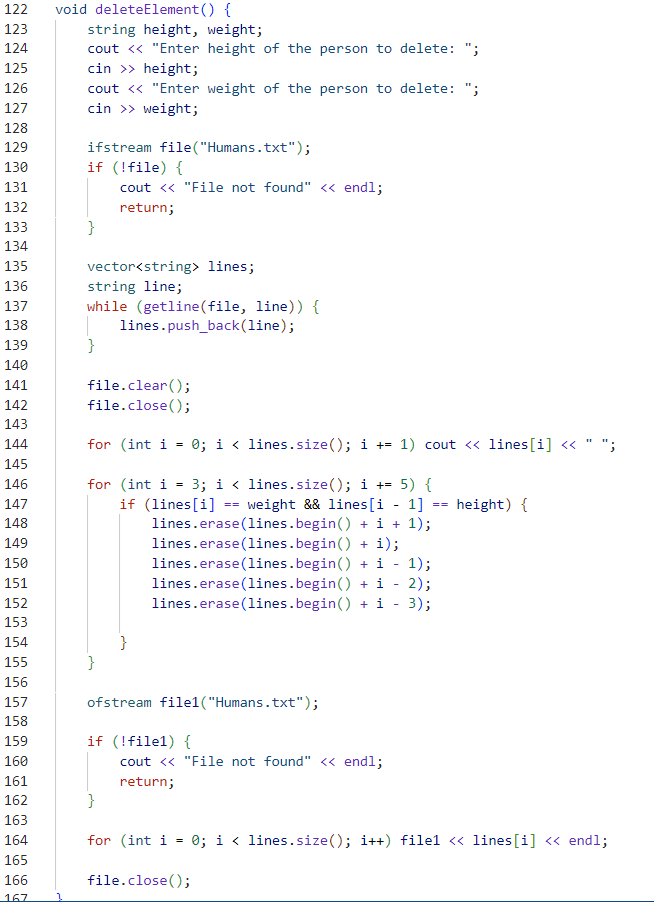 122 void deleteElement() {
123     string height, weight;
124     cout << "Enter height of the person to delete: ";
125     cin >> height;
126     cout << "Enter weight of the person to delete: ";
127     cin >> weight;
128
129     ifstream file("Humans.txt");
130     if (!file) {
131         cout << "File not found" << endl;
132         return;
133     }
134
135     vector<string> lines;
136     string line;
137     while (getline(file, line)) {
138         lines.push_back(line);
139     }
140
141     file.clear();
142     file.close();
143
144     for (int i = 0; i < lines.size(); i += 1) cout << lines[i] << " ";
145
146     for (int i = 3; i < lines.size(); i += 5) {
147         if (lines[i] == weight && lines[i - 1] == height) {
148             lines.erase(lines.begin() + i + 1);
149             lines.erase(lines.begin() + i);
150             lines.erase(lines.begin() + i - 1);
151             lines.erase(lines.begin() + i - 2);
152             lines.erase(lines.begin() + i - 3);
153
154         }
155     }
156
157     ofstream file1("Humans.txt");
158
159     if (!file1) {
160         cout << "File not found" << endl;
161         return;
162     }
163
164     for (int i = 0; i < lines.size(); i++) file1 << lines[i] << endl;
165
166     file.close();
167 }